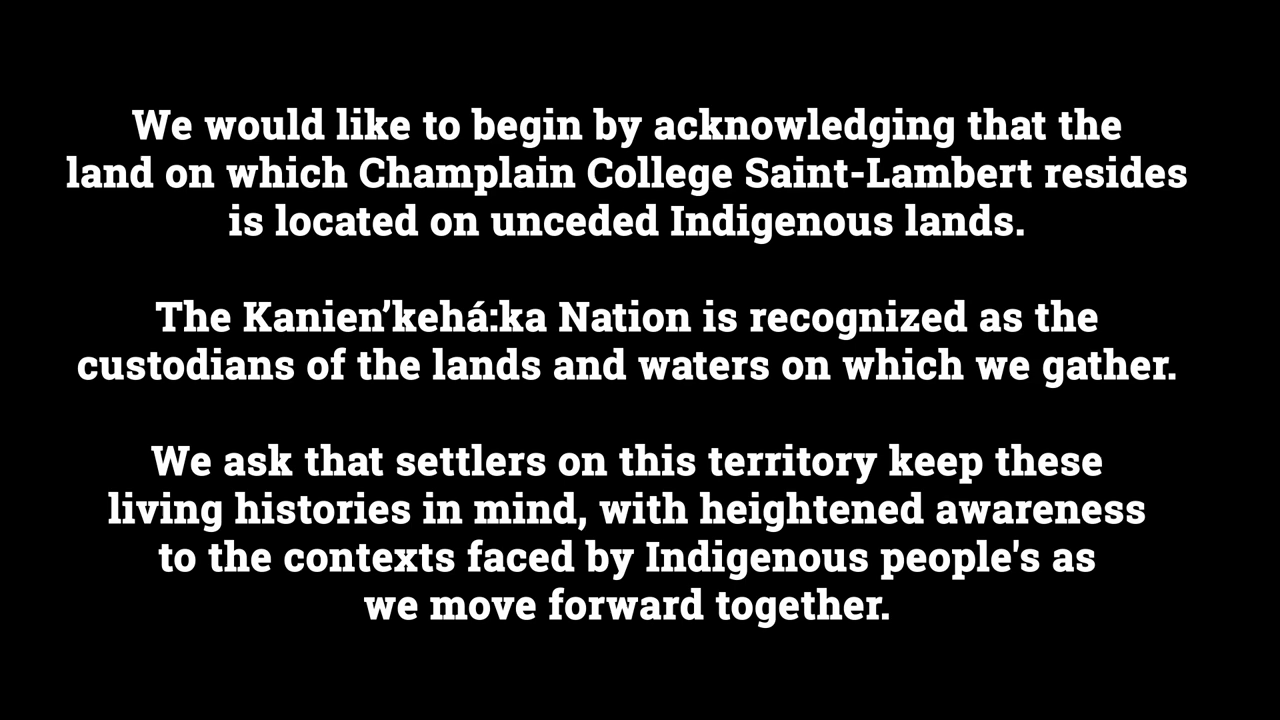 We would like to begin by acknowledging that the
land on which Champlain College Saint-Lambert resides
is located on unceded Indigenous lands.
The Kanien’kehá:ka Nation is recognized as the
custodians of the lands and waters on which we gather.
We ask that settlers on this territory keep these
living histories in mind, with heightened awareness
to the contexts faced by Indigenous people's as
we move forward together.